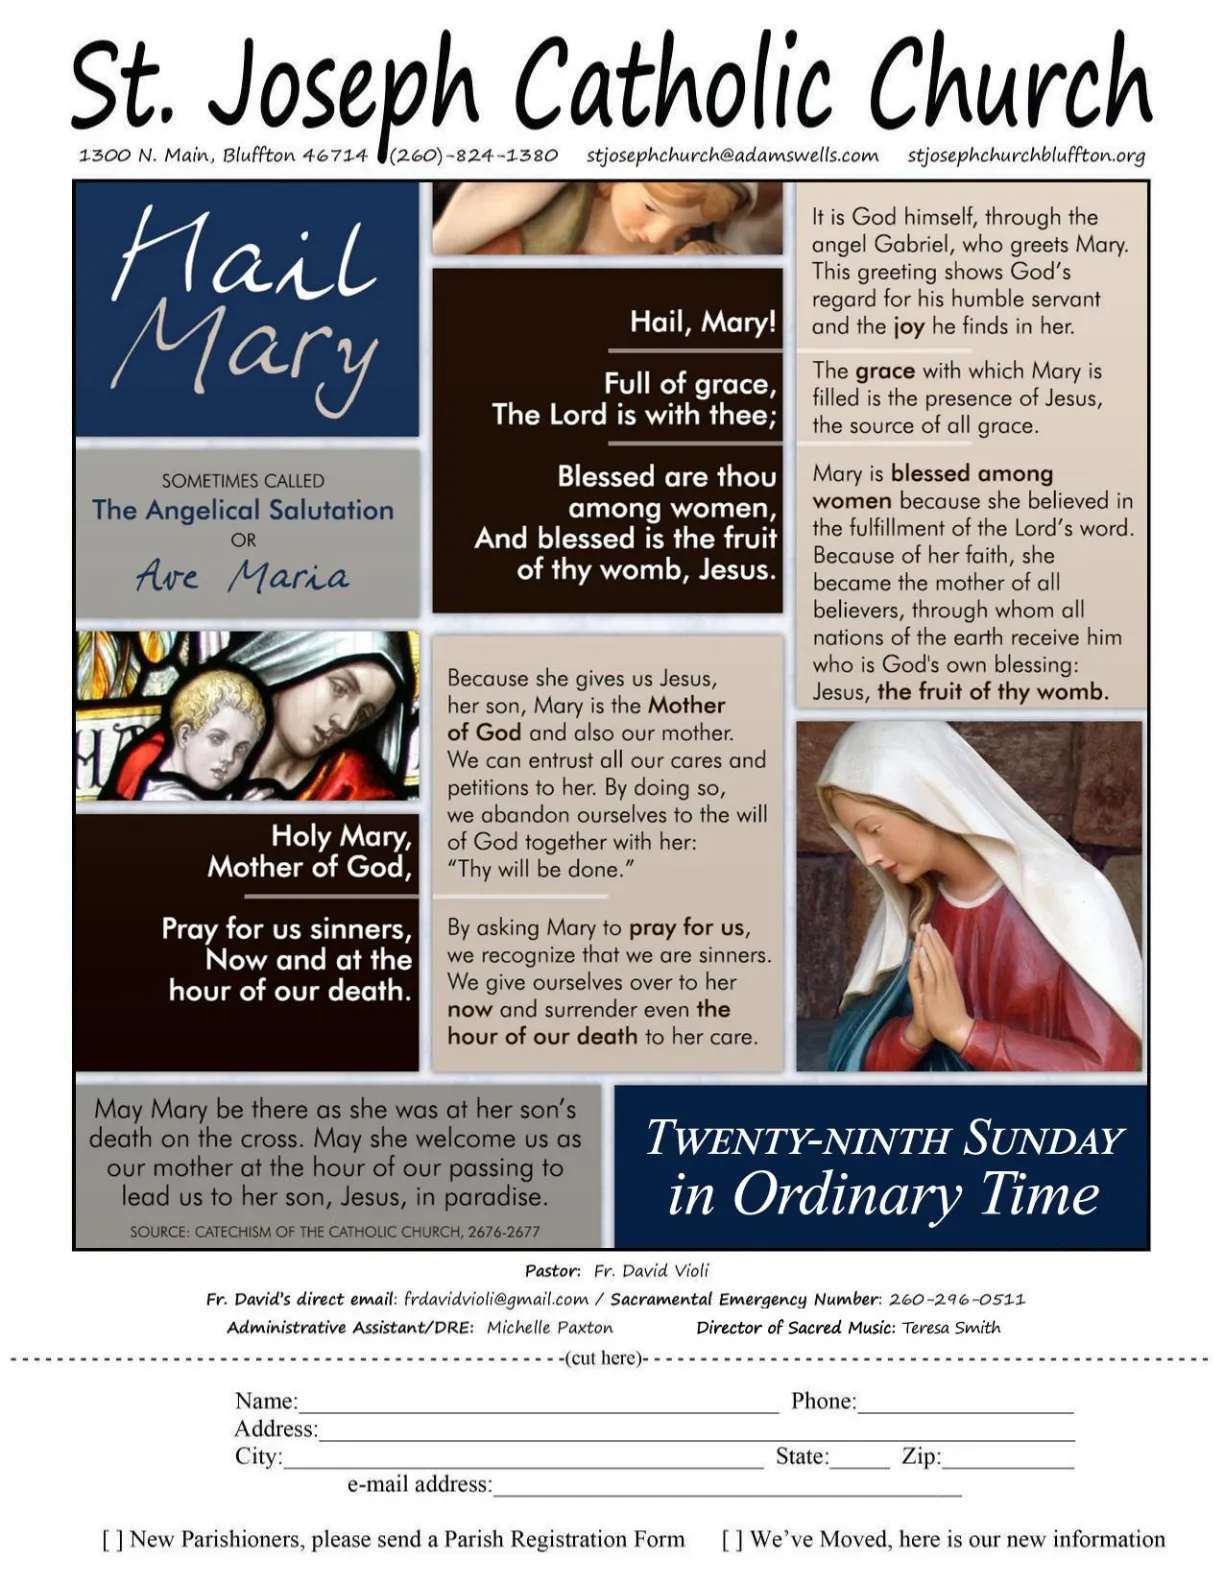 St. Joseph Catholic Church
1300 N. Main, Bluffton 46714 (260)-824-1380 stjosephchurch@adamswells.com stjosephchurchbluffton.org
Hail
Mary
SOMETIMES CALLED
The Angelical Salutation
OR
Ave Maria
Hail, Mary!
Full of grace,
The Lord is with thee;
Blessed are thou
among women,
And blessed is the fruit
of thy womb, Jesus.
It is God himself, through the
angel Gabriel, who greets Mary.
This greeting shows God's
regard for his humble servant
and the joy he finds in her.
The grace with which Mary is
filled is the presence of Jesus,
the source of all grace.
Mary is blessed among
women because she believed in
the fulfillment of the Lord's word.
Because of her faith, she
became the mother of all
believers, through whom all
nations of the earth receive him
who is God's own blessing:
Jesus, the fruit of thy womb.
Holy Mary,
Mother of God,
Pray for us sinners,
Now and at the
hour of our death.
Because she gives us Jesus,
her son, Mary is the Mother
of God and also our mother.
We can entrust all our cares and
petitions to her. By doing so,
we abandon ourselves to the will
of God together with her:
"Thy will be done."
By asking Mary to pray for us,
we recognize that we are sinners.
We give ourselves over to her
now and surrender even the
hour of our death to her care.
May Mary be there as she was at her son's
death on the cross. May she welcome us as
our mother at the hour of our passing to
lead us to her son, Jesus, in paradise.
SOURCE: CATECHISM OF THE CATHOLIC CHURCH, 2676-2677
TWENTY-NINTH SUNDAY
in Ordinary Time
Pastor: Fr. David Violi
Fr. David's direct email: frdavidvioli@gmail.com / Sacramental Emergency Number: 260-296-0511
Administrative Assistant/DRE: Michelle Paxton Director of Sacred Music: Teresa Smith
(cut here)
Name: Phone:
Address:
City: State: Zip:
e-mail address:
[ ] New Parishioners, please send a Parish Registration Form [ ] We've Moved, here is our new information